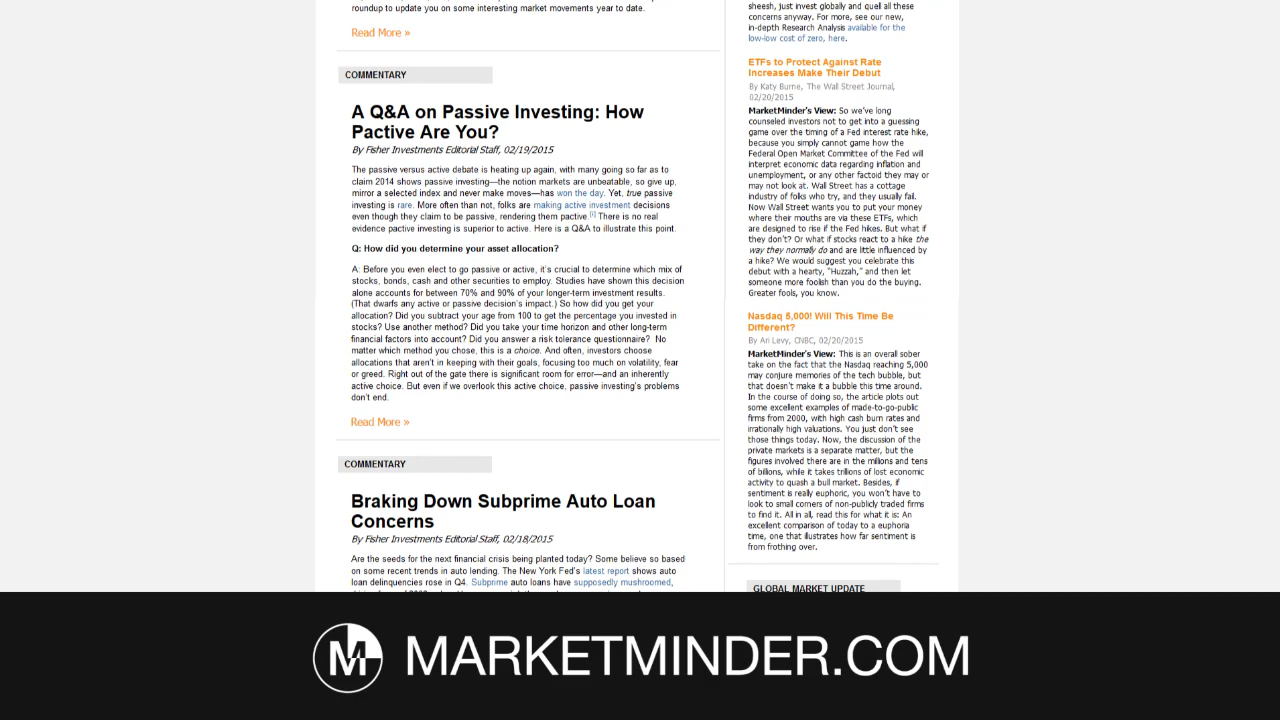 roundup to update you on some interesting market movements year to date.
Read More »
COMMENTARY
A Q&A on Passive Investing: How
Pactive Are You?
By Fisher Investments Editorial Staff, 02/19/2015
The passive versus active debate is heating up again, with many going so far as to
claim 2014 shows passive investing—the notion markets are unbeatable, so give up,
mirror a selected index and never make moves—has won the day. Yet, true passive
investing is rare. More often than not, folks are making active investment decisions
even though they claim to be passive, rendering them pactive.[i] There is no real
evidence pactive investing is superior to active. Here is a Q&A to illustrate this point.
Q: How did you determine your asset allocation?
A: Before you even elect to go passive or active, it's crucial to determine which mix of
stocks, bonds, cash and other securities to employ. Studies have shown this decision
alone accounts for between 70% and 90% of your longer-term investment results.
(That dwarfs any active or passive decision's impact.) So how did you get your
allocation? Did you subtract your age from 100 to get the percentage you invested in
stocks? Use another method? Did you take your time horizon and other long-term
financial factors into account? Did you answer a risk tolerance questionnaire? No
matter which method you chose, this is a choice. And often, investors choose
allocations that aren't in keeping with their goals, focusing too much on volatility, fear
or greed. Right out of the gate there is significant room for error—and an inherently
active choice. But even if we overlook this active choice, passive investing's problems
don't end.
Read More »
COMMENTARY
Braking Down Subprime Auto Loan
Concerns
By Fisher Investments Editorial Staff, 02/18/2015
Are the seeds for the next financial crisis being planted today? Some believe so based
on some recent trends in auto lending. The New York Fed's latest report shows auto
loan delinquencies rose in Q4. Subprime auto loans have supposedly mushroomed,
sheesh, just invest globally and quell all these
concerns anyway. For more, see our new,
in-depth Research Analysis available for the
low-low cost of zero, here.
ETFs to Protect Against Rate
Increases Make Their Debut
By Katy Burne, The Wall Street Journal,
02/20/2015
MarketMinder's View: So we've long
counseled investors not to get into a guessing
game over the timing of a Fed interest rate hike,
because you simply cannot game how the
Federal Open Market Committee of the Fed will
interpret economic data regarding inflation and
unemployment, or any other factoid they may or
may not look at. Wall Street has a cottage
industry of folks who try, and they usually fail.
Now Wall Street wants you to put your money
where their mouths are via these ETFs, which
are designed to rise if the Fed hikes. But what if
they don't? Or what if stocks react to a hike the
way they normally do and are little influenced by
a hike? We would suggest you celebrate this
debut with a hearty, "Huzzah," and then let
someone more foolish than you do the buying.
Greater fools, you know.
Nasdaq 5,000! Will This Time Be
Different?
By Ari Levy, CNBC, 02/20/2015
MarketMinder's View: This is an overall sober
take on the fact that the Nasdaq reaching 5,000
may conjure memories of the tech bubble, but
that doesn't make it a bubble this time around.
In the course of doing so, the article plots out
some excellent examples of made-to-go-public
firms from 2000, with high cash burn rates and
irrationally high valuations. You just don't see
those things today. Now, the discussion of the
private markets is a separate matter, but the
figures involved there are in the millions and tens
of billions, while it takes trillions of lost economic
activity to quash a bull market. Besides, if
sentiment is really euphoric, you won't have to
look to small corners of non-publicly traded firms
to find it. All in all, read this for what it is: An
excellent comparison of today to a euphoria
time, one that illustrates how far sentiment is
from frothing over.
GLOBAL MARKET UPDATE
M MARKETMINDER.COM